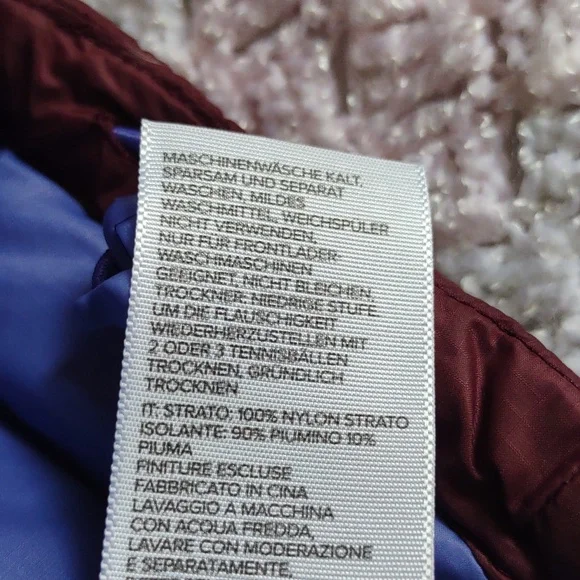 MASCHINENWÄSCHE KALT,
SPARSAM UND SEPARAT
WASCHEN, MILDES
WASCHMITTEL, WEICHSPÜLER
NICHT VERWENDEN,
NUR FÜR FRONTLADER-
WASCHMASCHINEN
GEEIGNET, NICHT BLEICHEN,
TROCKNER: NIEDRIGE STUFE,
UM DIE FLAUSCHIGKEIT
WIEDERHERZUSTELLEN MIT
2 ODER 3 TENNISBÄLLEN
TROCKNEN, GRÜNDLICH
TROCKNEN
IT: STRATO: 100% NYLON STRATO
ISOLANTE: 90% PIUMINO 10%
PIUMA
FINITURE ESCLUSE
FABBRICATO IN CINA
LAVAGGIO A MACCHINA
CON ACQUA FREDDA,
LAVARE CON MODERAZIONE
E SEPARATAMENTE,